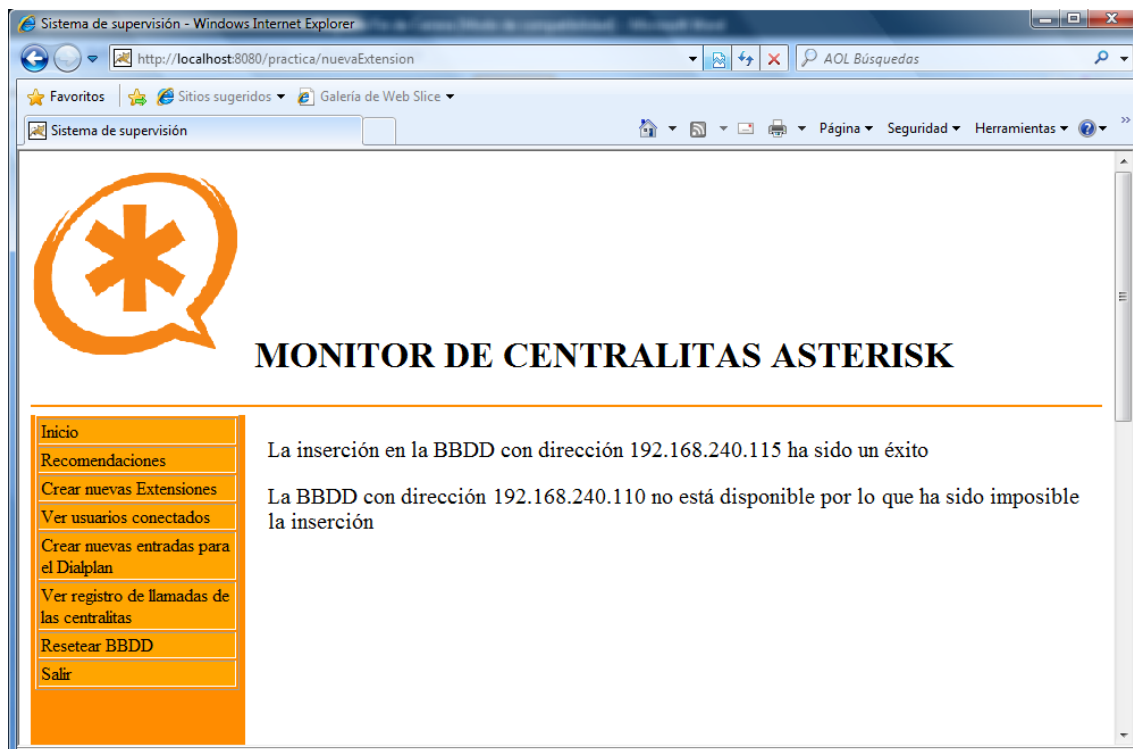 Sistema de supervisión - Windows Internet Explorer
http://localhost:8080/practica/nuevaExtension
AOL Búsquedas
Favoritos
Sitios sugeridos
Galería de Web Slice
Sistema de supervisión
Página
Seguridad
Herramientas
MONITOR DE CENTRALITAS ASTERISK
Inicio
Recomendaciones
Crear nuevas Extensiones
Ver usuarios conectados
Crear nuevas entradas para
el Dialplan
Ver registro de llamadas de
las centralitas
Resetear BBDD
Salir
La inserción en la BBDD con dirección 192.168.240.115 ha sido un éxito
La BBDD con dirección 192.168.240.110 no está disponible por lo que ha sido imposible
la inserción